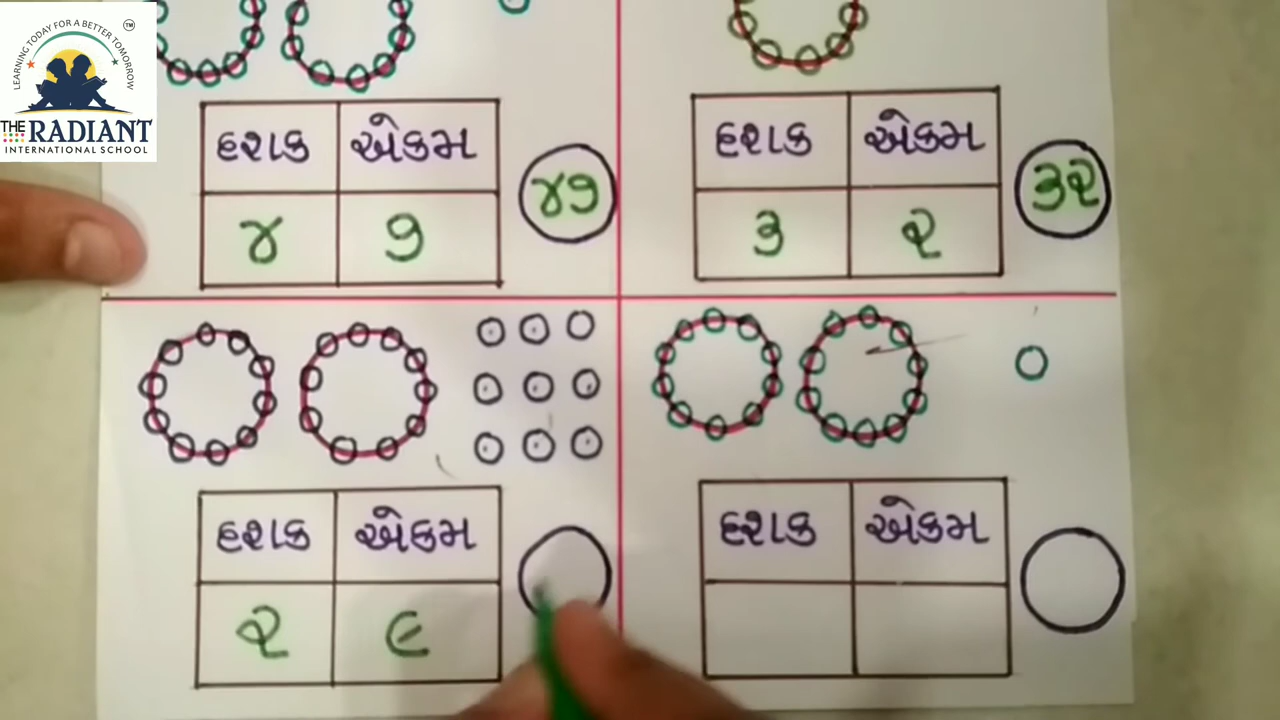 LEARNING TODAY FOR A BETTER TOMORROW
TM
THE RADIANT
INTERNATIONAL SCHOOL
દશક એકમ
૪ ૭
૪૭
દશક એકમ
૩ ૨
૩૨
દશક એકમ
૨ ૯
દશક એકમ